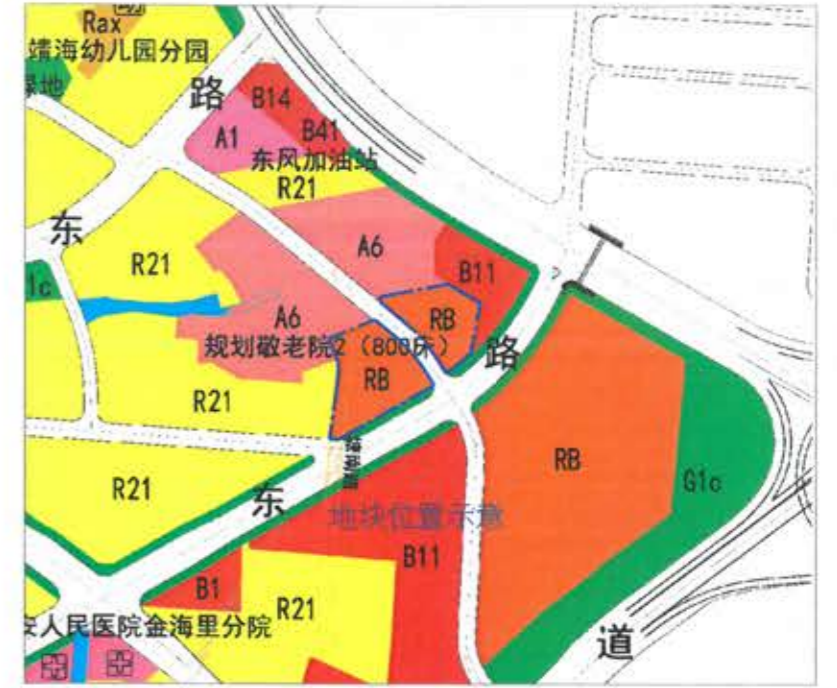 Rax
靖海幼儿园分园
绿地
路
B14
A1
B41
东风加油站
R21
东
R21
A6
B11
1c
A6
RB
规划敬老院2（800床）
路
RB
R21
RB
R21
G1c
东
地块位置示意
B11
B1
R21
安人民医院金海里分院
道